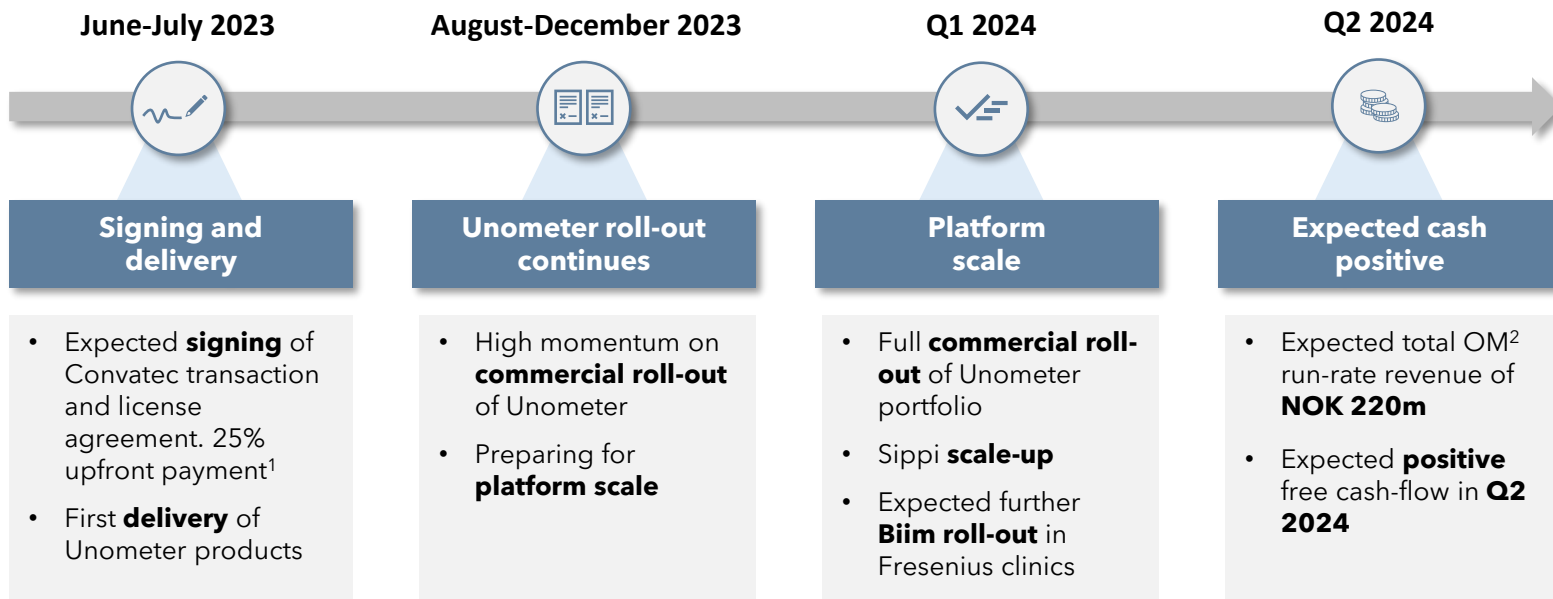 June-July 2023
August-December 2023
Q1 2024
Q2 2024
Signing and
delivery
Unometer roll-out
continues
Platform
scale
Expected cash
positive
• Expected signing of
Convatec transaction
and license
agreement. 25%
upfront payment¹
• First delivery of
Unometer products
• High momentum on
commercial roll-out
of Unometer
• Preparing for
platform scale
• Full commercial roll-
out of Unometer
portfolio
• Sippi scale-up
• Expected further
Biim roll-out in
Fresenius clinics
• Expected total OM²
run-rate revenue of
NOK 220m
• Expected positive
free cash-flow in Q2
2024